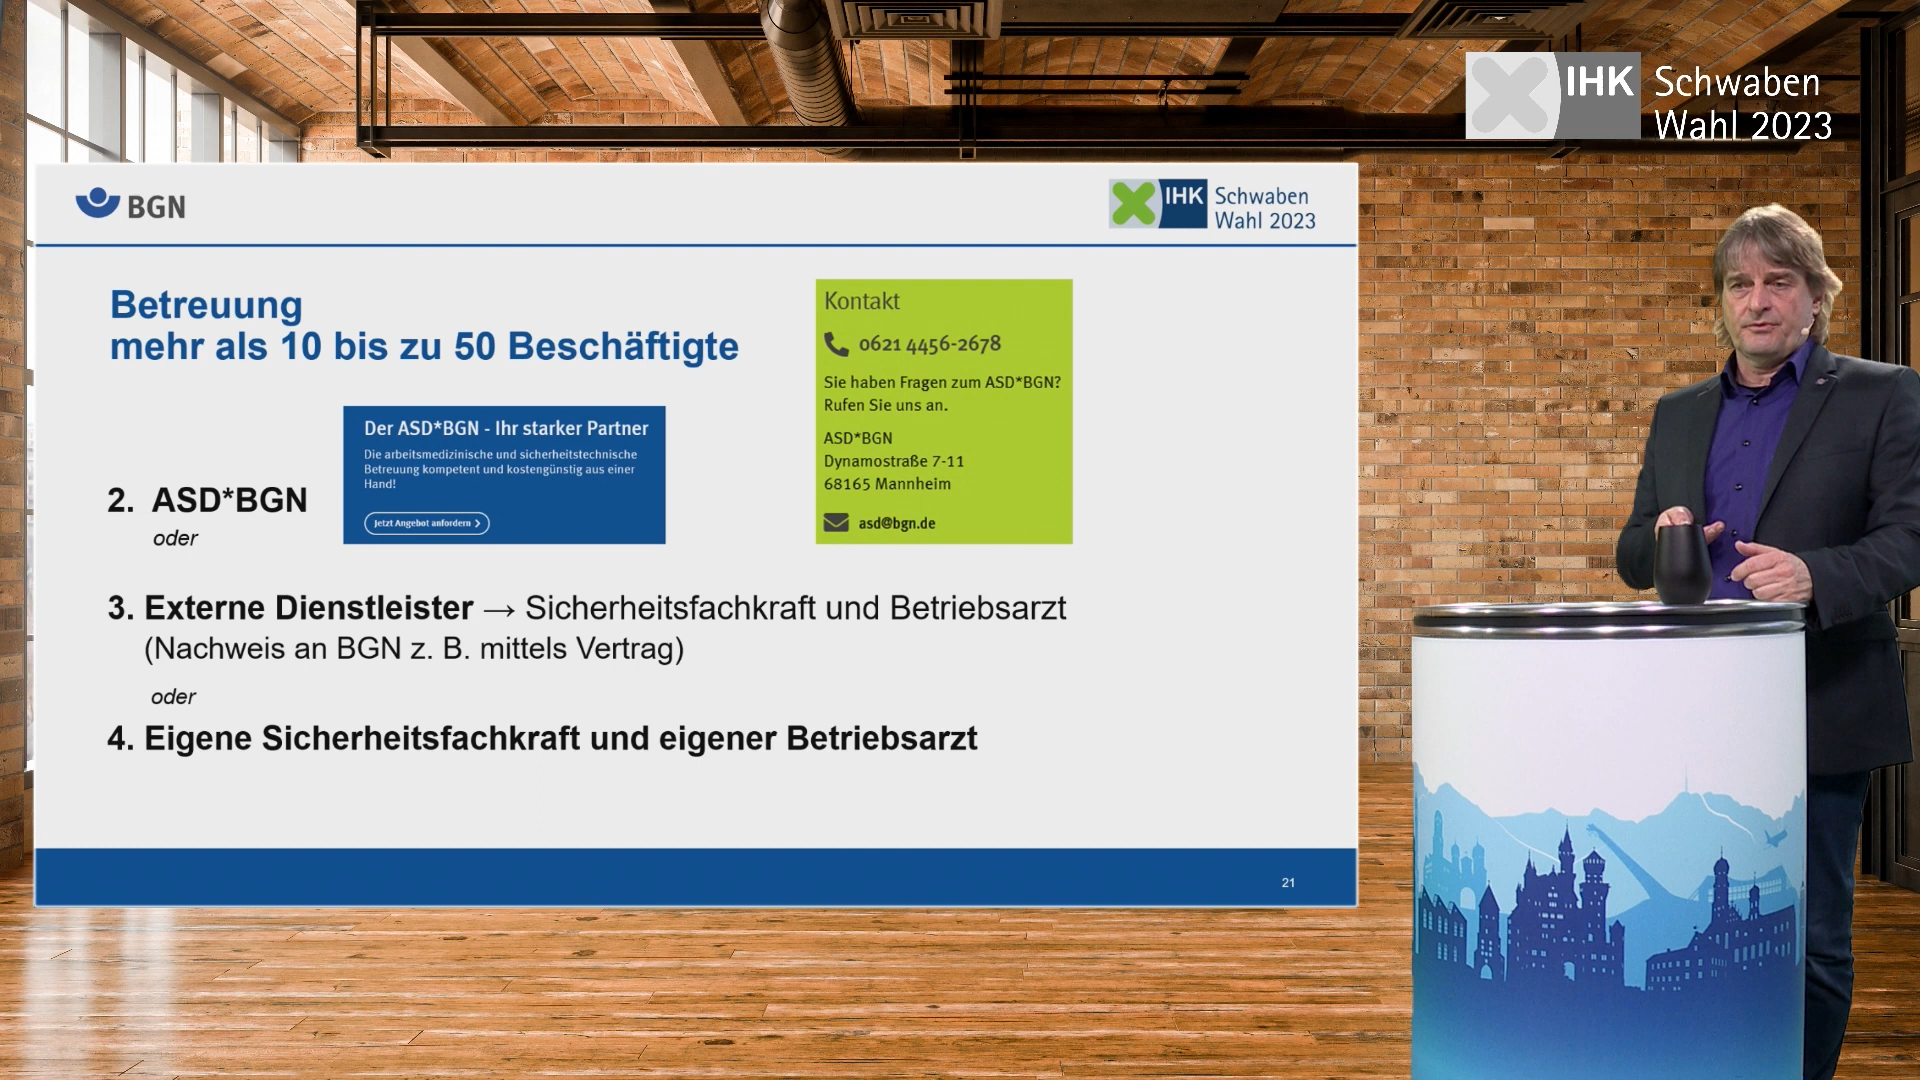 IHK Schwaben
Wahl 2023
BGN
IHK Schwaben
Wahl 2023
Betreuung
mehr als 10 bis zu 50 Beschäftigte
Kontakt
0621 4456-2678
Sie haben Fragen zum ASD*BGN?
Rufen Sie uns an.
ASD*BGN
Dynamostraße 7-11
68165 Mannheim
asd@bgn.de
Der ASD*BGN - Ihr starker Partner
Die arbeitsmedizinische und sicherheitstechnische
Betreuung kompetent und kostengünstig aus einer
Hand!
Jetzt Angebot anfordern
2. ASD*BGN
oder
3. Externe Dienstleister → Sicherheitsfachkraft und Betriebsarzt
(Nachweis an BGN z. B. mittels Vertrag)
oder
4. Eigene Sicherheitsfachkraft und eigener Betriebsarzt
21